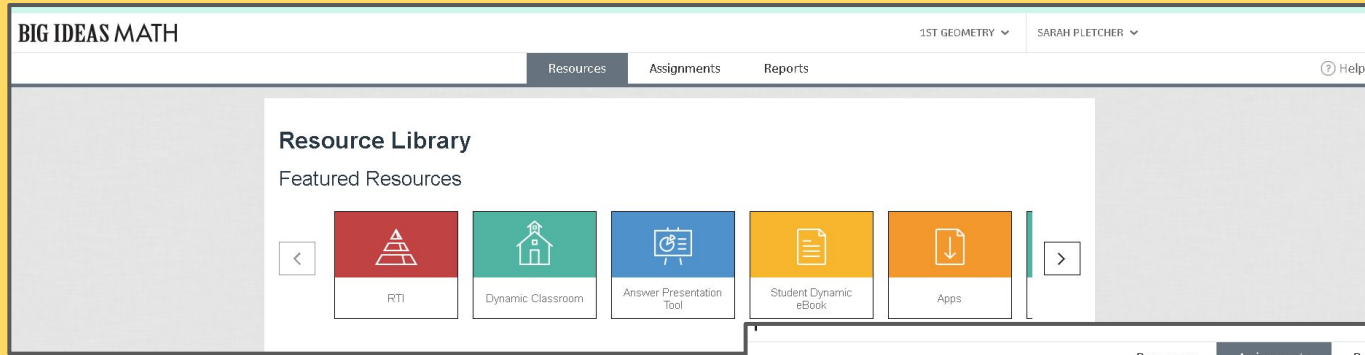 BIG IDEAS MATH
1ST GEOMETRY
SARAH PLETCHER
Resources Assignments Reports
Help
Resource Library
Featured Resources
RTI
Dynamic Classroom
Answer Presentation
Tool
Student Dynamic
eBook
Apps